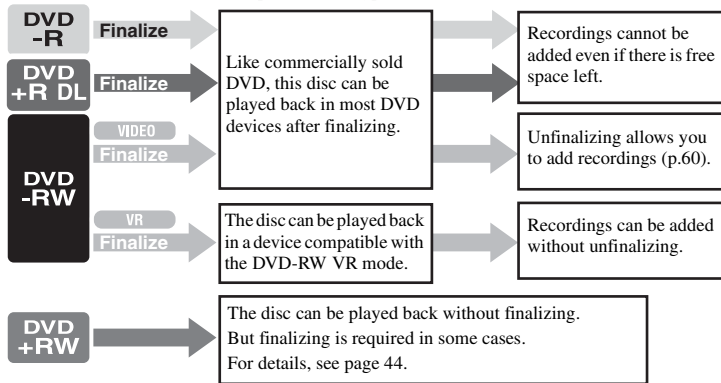 DVD
-R
Finalize
Like commercially sold
DVD, this disc can be
played back in most DVD
devices after finalizing.
Recordings cannot be
added even if there is free
space left.
DVD
+R DL
Finalize
DVD
-RW
VIDEO
Finalize
Unfinalizing allows you
to add recordings (p.60).
VR
Finalize
The disc can be played back
in a device compatible with
the DVD-RW VR mode.
Recordings can be added
without unfinalizing.
DVD
+RW
The disc can be played back without finalizing.
But finalizing is required in some cases.
For details, see page 44.